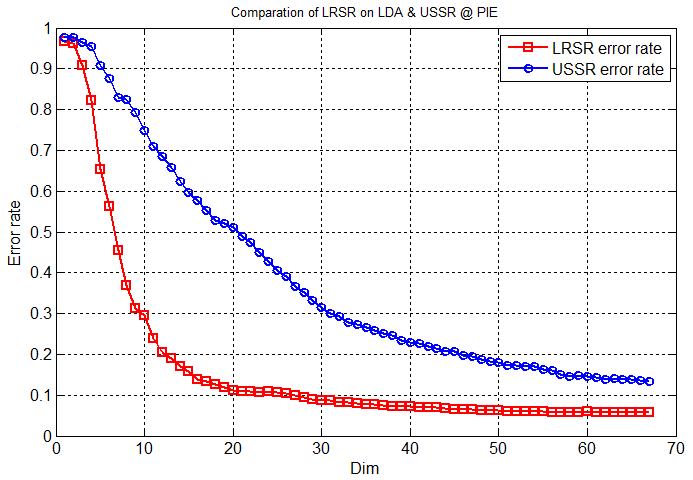 Comparation of LRSR on LDA & USSR @ PIE
LRSR error rate
USSR error rate
1
0.9
0.8
0.7
0.6
0.5
0.4
0.3
0.2
0.1
0
Error rate
0 10 20 30 40 50 60 70
Dim